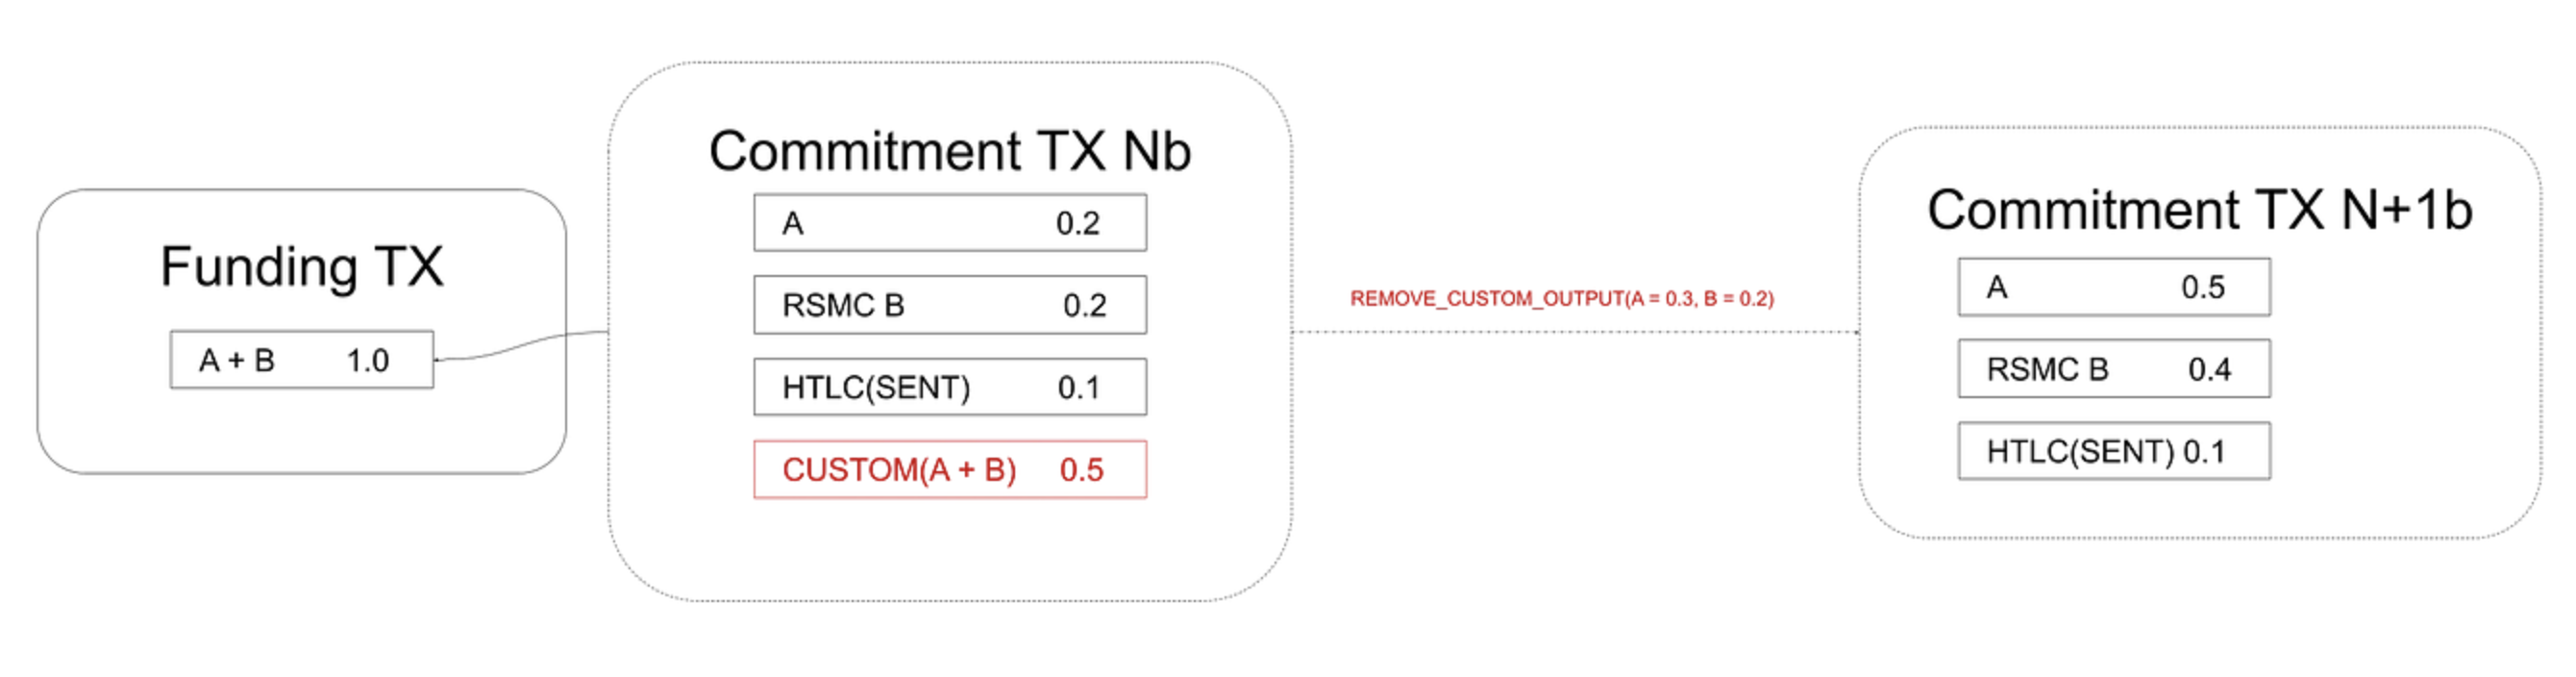 Funding TX
A + B 1.0
Commitment TX Nb
A 0.2
RSMC B 0.2
HTLC(SENT) 0.1
CUSTOM(A + B) 0.5
REMOVE_CUSTOM_OUTPUT(A = 0.3, B = 0.2)
Commitment TX N+1b
A 0.5
RSMC B 0.4
HTLC(SENT) 0.1